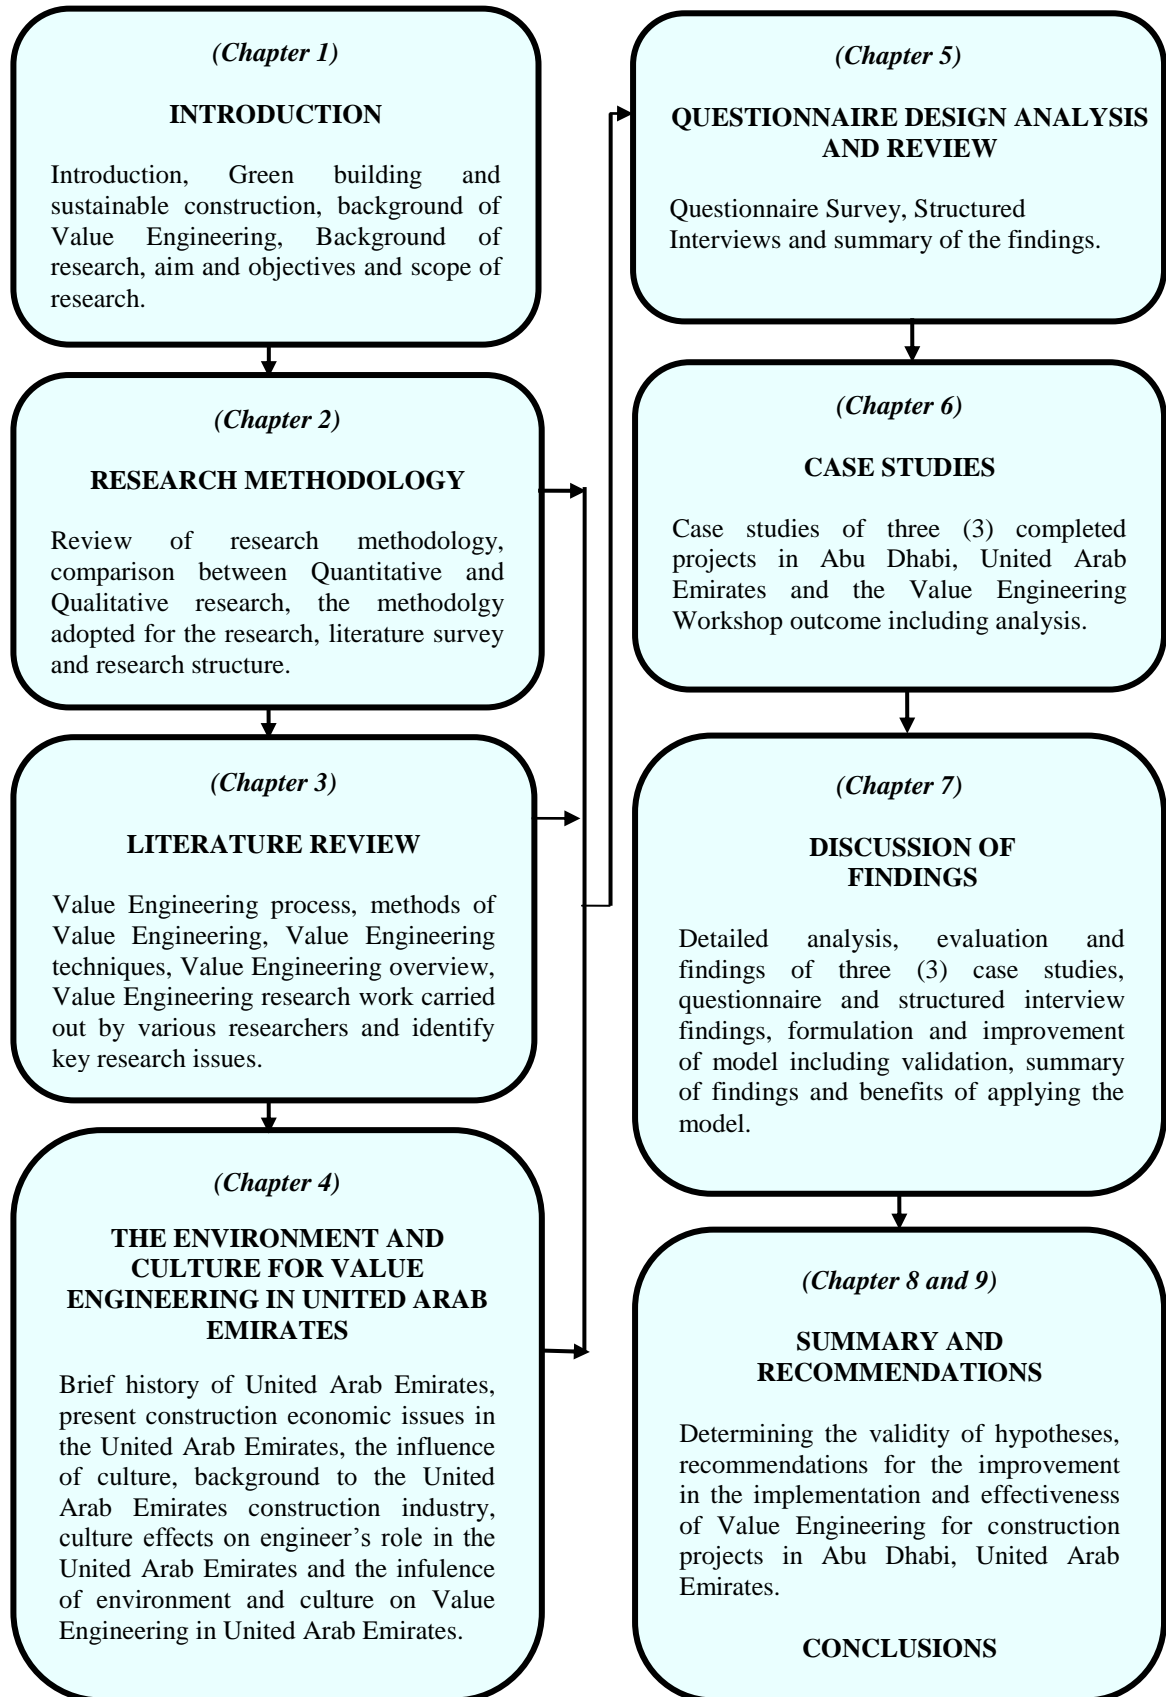 (Chapter 1)
INTRODUCTION
Introduction, Green building and
sustainable construction, background of
Value Engineering, Background of
research, aim and objectives and scope of
research.
(Chapter 2)
RESEARCH METHODOLOGY
Review of research methodology,
comparison between Quantitative and
Qualitative research, the methodolgy
adopted for the research, literature survey
and research structure.
(Chapter 3)
LITERATURE REVIEW
Value Engineering process, methods of
Value Engineering, Value Engineering
techniques, Value Engineering overview,
Value Engineering research work carried
out by various researchers and identify
key research issues.
(Chapter 4)
THE ENVIRONMENT AND
CULTURE FOR VALUE
ENGINEERING IN UNITED ARAB
EMIRATES
Brief history of United Arab Emirates,
present construction economic issues in
the United Arab Emirates, the influence
of culture, background to the United
Arab Emirates construction industry,
culture effects on engineer’s role in the
United Arab Emirates and the infulence
of environment and culture on Value
Engineering in United Arab Emirates.
(Chapter 5)
QUESTIONNAIRE DESIGN ANALYSIS
AND REVIEW
Questionnaire Survey, Structured
Interviews and summary of the findings.
(Chapter 6)
CASE STUDIES
Case studies of three (3) completed
projects in Abu Dhabi, United Arab
Emirates and the Value Engineering
Workshop outcome including analysis.
(Chapter 7)
DISCUSSION OF
FINDINGS
Detailed analysis, evaluation and
findings of three (3) case studies,
questionnaire and structured interview
findings, formulation and improvement
of model including validation, summary
of findings and benefits of applying the
model.
(Chapter 8 and 9)
SUMMARY AND
RECOMMENDATIONS
Determining the validity of hypotheses,
recommendations for the improvement
in the implementation and effectiveness
of Value Engineering for construction
projects in Abu Dhabi, United Arab
Emirates.
CONCLUSIONS